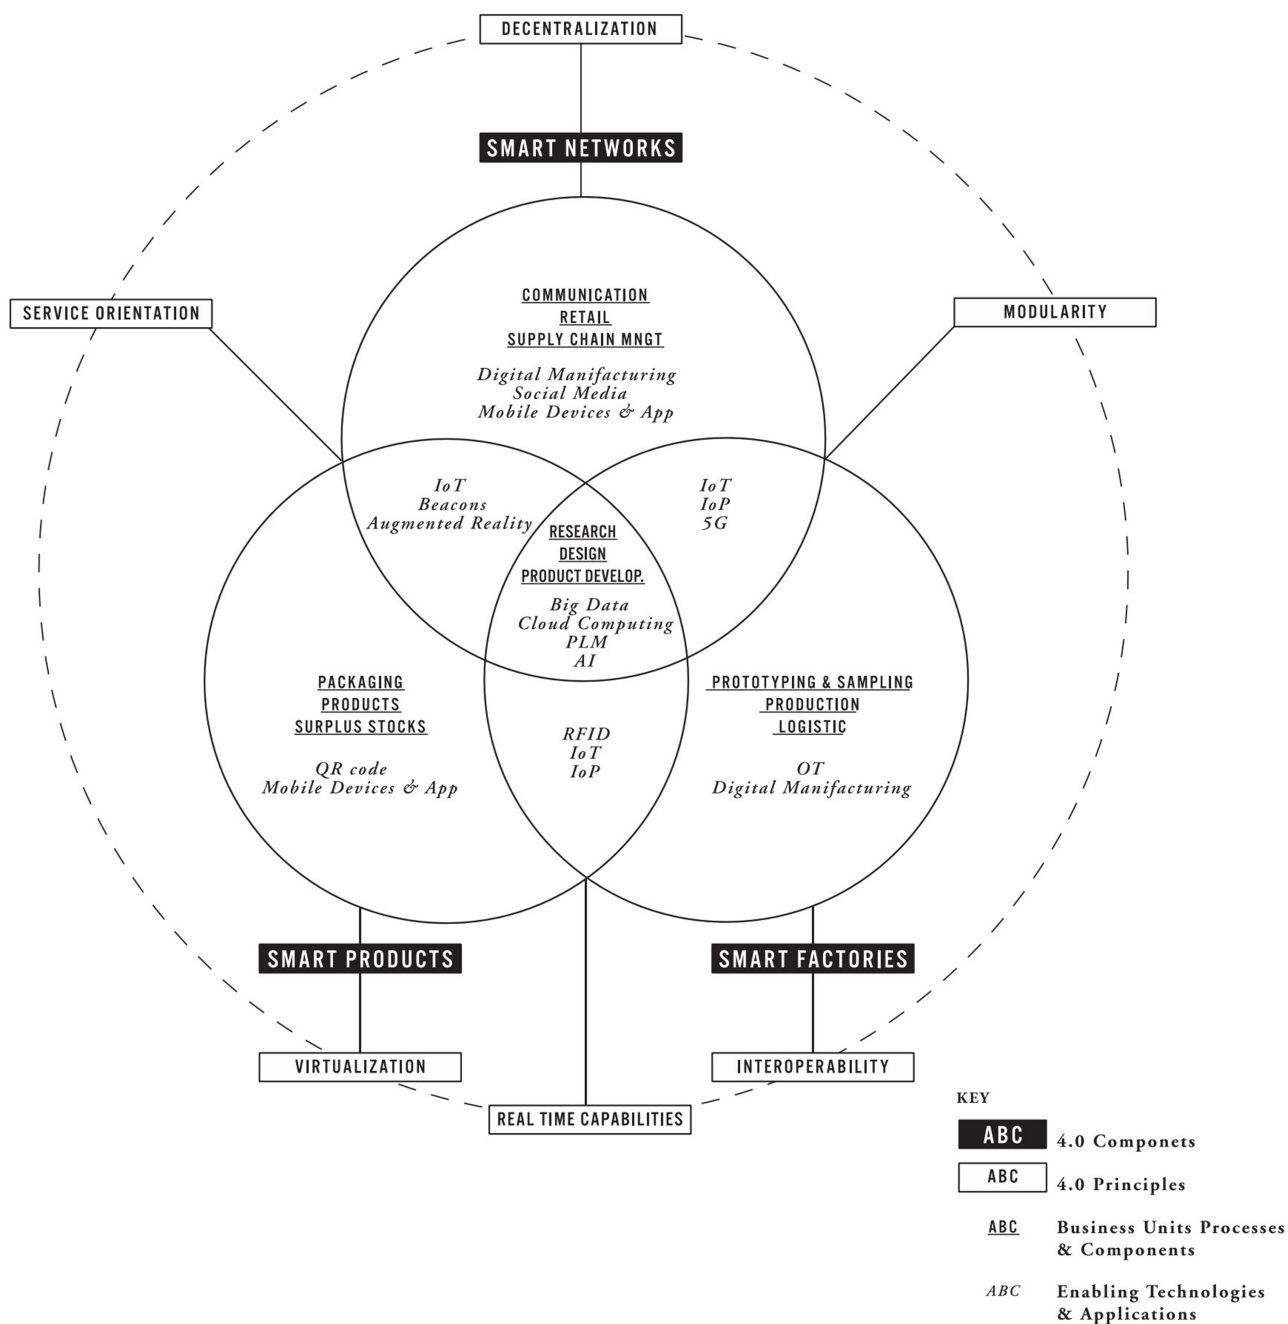 DECENTRALIZATION
SMART NETWORKS
SERVICE ORIENTATION
MODULARITY
COMMUNICATION
RETAIL
SUPPLY CHAIN MNGT
Digital Manifacturing
Social Media
Mobile Devices & App
IoT
Beacons
Augmented Reality
IoT
IoP
5G
RESEARCH
DESIGN
PRODUCT DEVELOP.
Big Data
Cloud Computing
PLM
AI
PACKAGING
PRODUCTS
SURPLUS STOCKS
QR code
Mobile Devices & App
RFID
IoT
IoP
PROTOTYPING & SAMPLING
PRODUCTION
LOGISTIC
OT
Digital Manifacturing
SMART PRODUCTS
SMART FACTORIES
VIRTUALIZATION
INTEROPERABILITY
REAL TIME CAPABILITIES
KEY
ABC 4.0 Componets
ABC 4.0 Principles
ABC Business Units Processes
& Components
ABC Enabling Technologies
& Applications